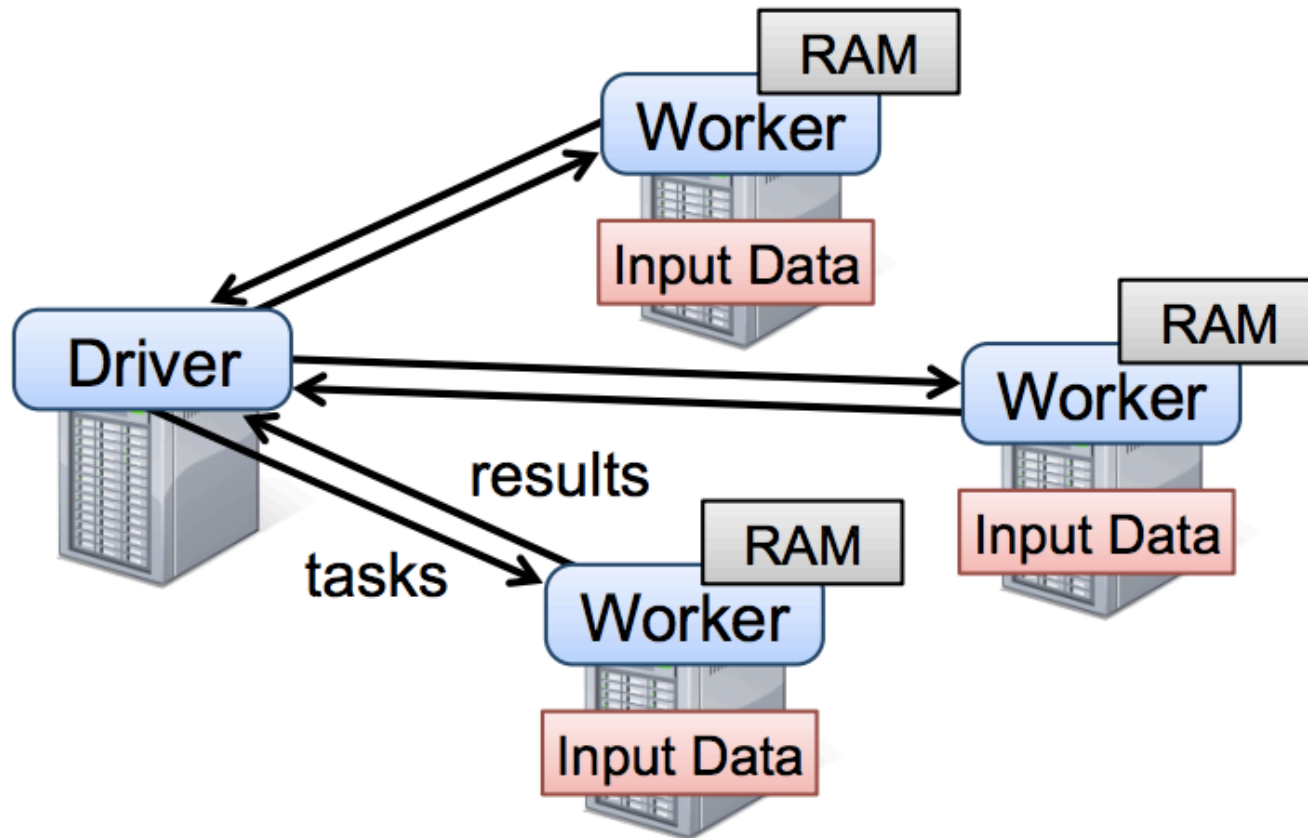 RAM
Worker
Input Data
RAM
Driver
Worker
results
Input Data
RAM
tasks
Worker
Input Data